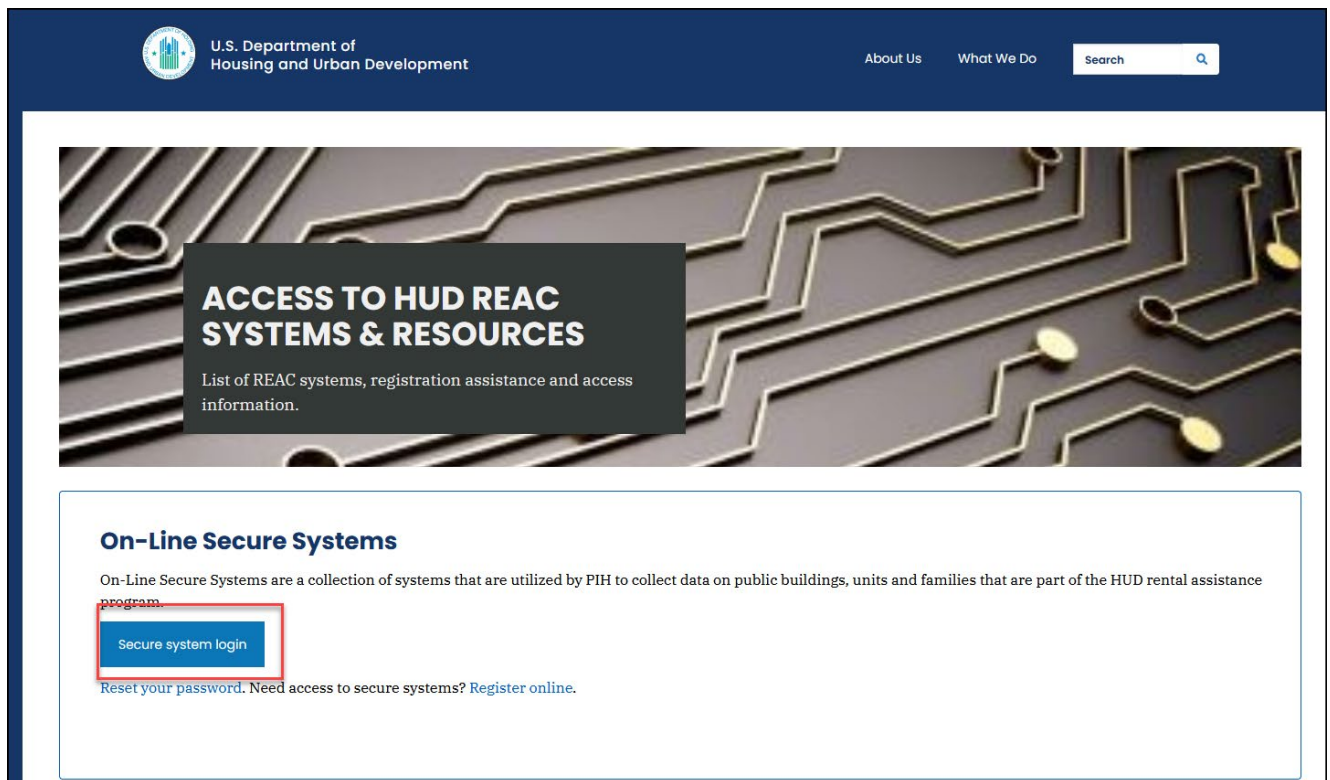 U.S. Department of
Housing and Urban Development
About Us What We Do Search
ACCESS TO HUD REAC
SYSTEMS & RESOURCES
List of REAC systems, registration assistance and access
information.
On-Line Secure Systems
On-Line Secure Systems are a collection of systems that are utilized by PIH to collect data on public buildings, units and families that are part of the HUD rental assistance
program.
Secure system login
Reset your password. Need access to secure systems? Register online.